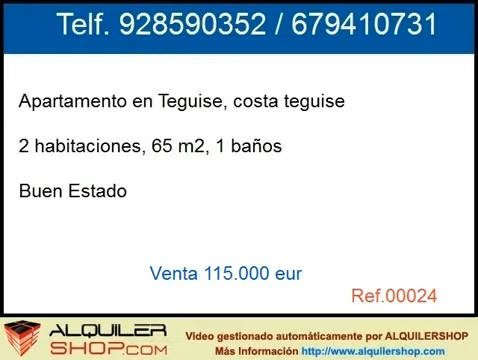 Telf. 928590352 / 679410731
Apartamento en Teguise, costa teguise
2 habitaciones, 65 m2, 1 baños
Buen Estado
Venta 115.000 eur
Ref.00024
ALQUILER
SHOP.COM
Video gestionado automáticamente por ALQUILERSHOP
Más Información http://www.alquilershop.com